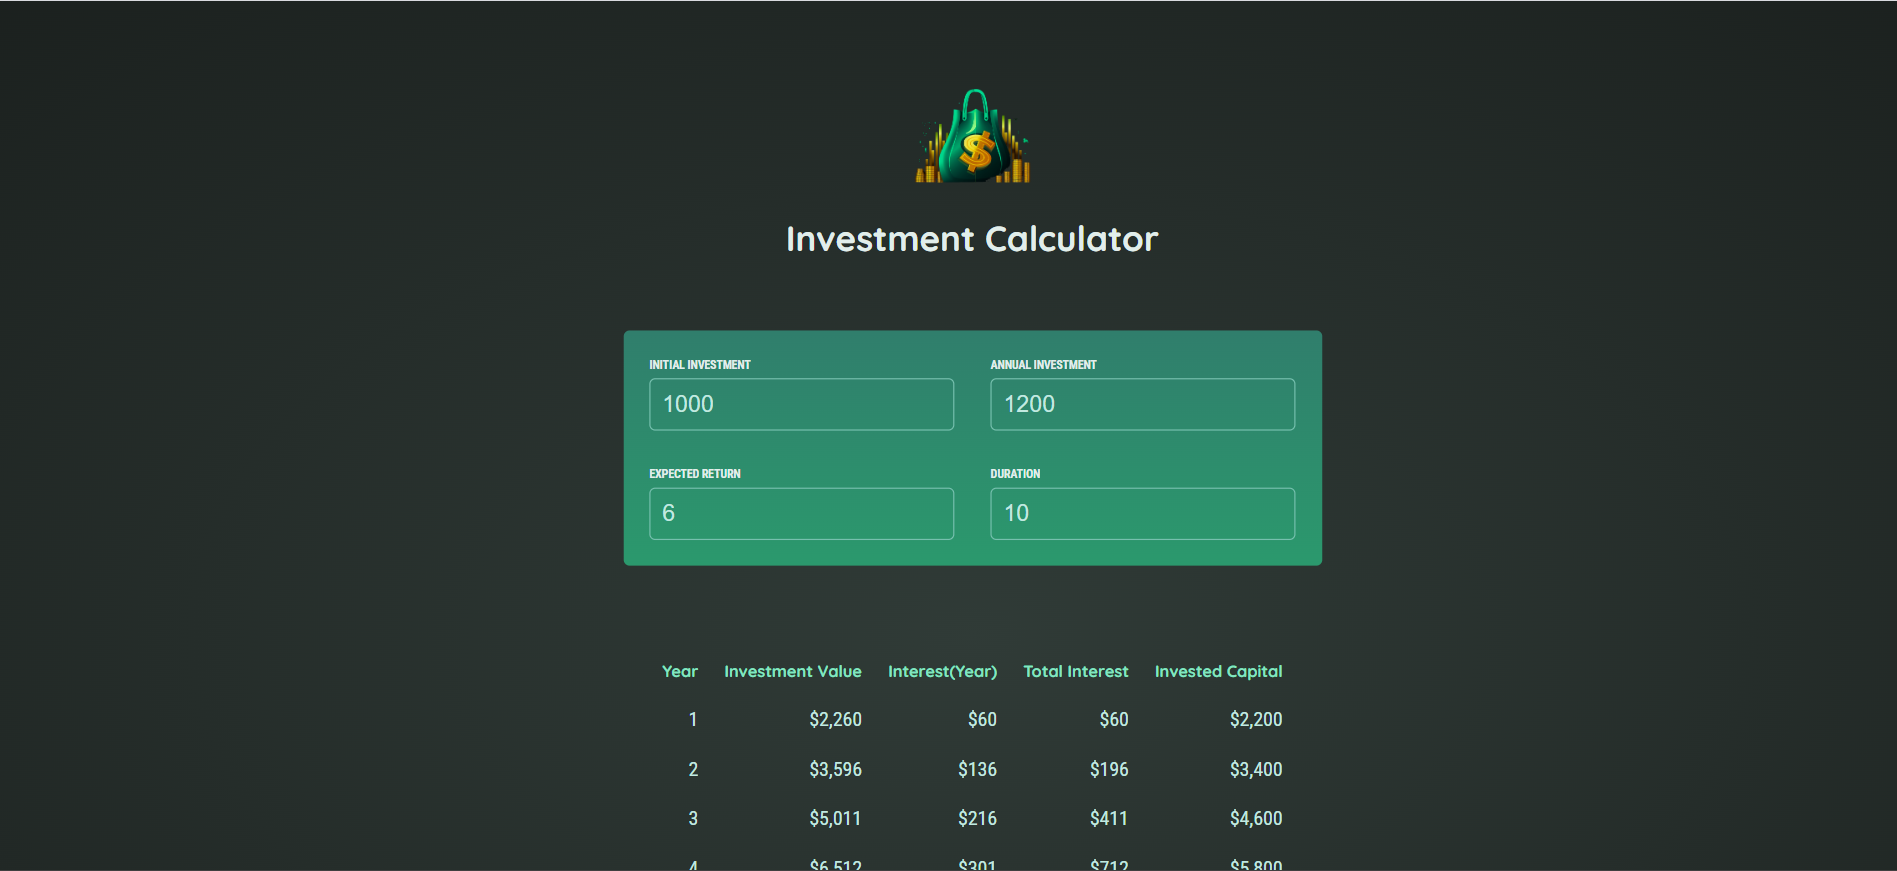 $
Investment Calculator
INITIAL INVESTMENT ANNUAL INVESTMENT
1000 1200
EXPECTED RETURN DURATION
6 10
Year Investment Value Interest(Year) Total Interest Invested Capital
1 $2,260 $60 $60 $2,200
2 $3,596 $136 $196 $3,400
3 $5,011 $216 $411 $4,600
4 $6,512 $301 $712 $5,800